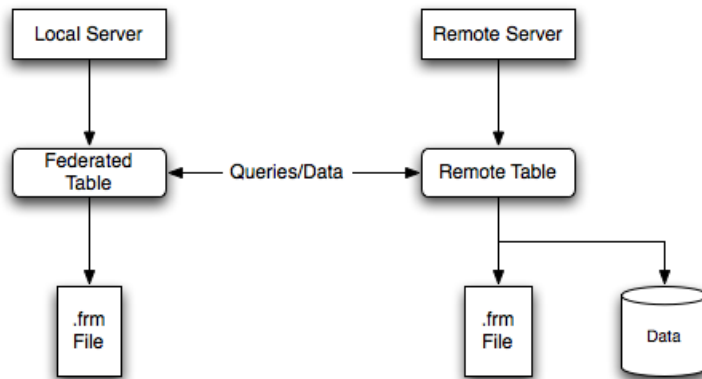 Local Server
Remote Server
Federated
Table
Queries/Data
Remote Table
.frm
File
.frm
File
Data